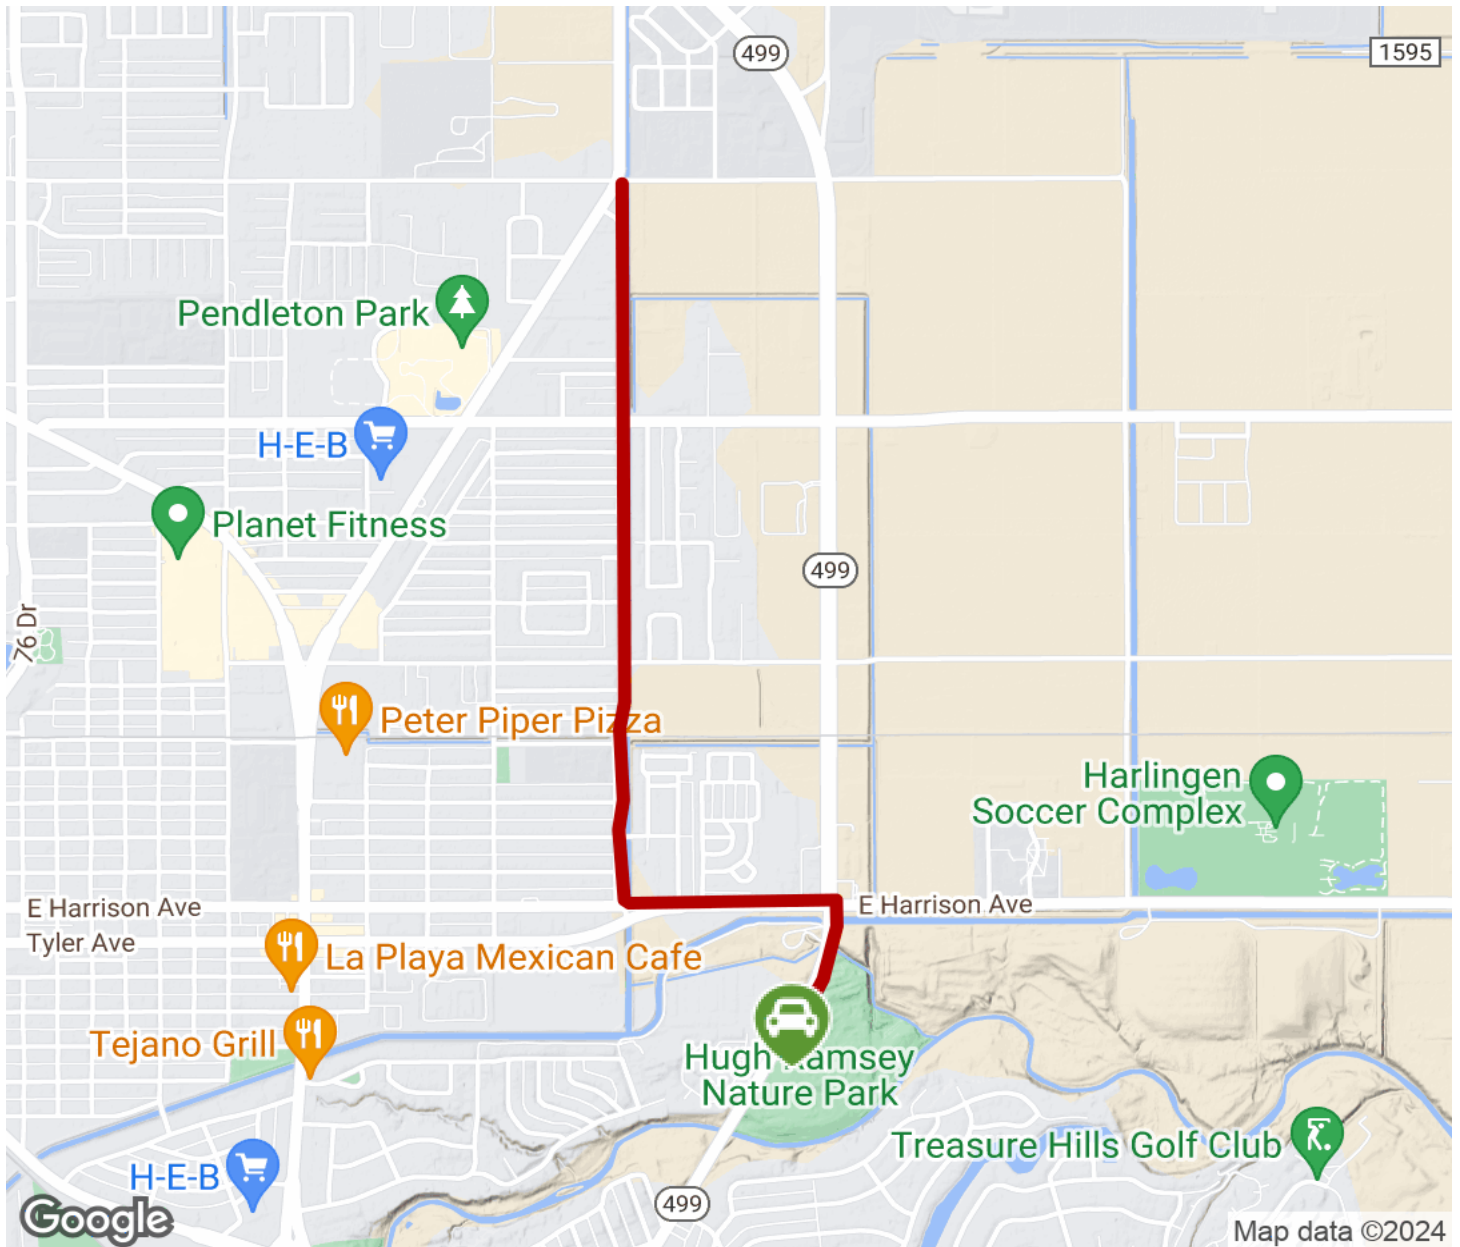 499
1595
Pendleton Park
H-E-B
Planet Fitness
499
76 Dr
Peter Piper Pizza
Harlingen
Soccer Complex
E Harrison Ave
E Harrison Ave
Tyler Ave
La Playa Mexican Cafe
Tejano Grill
Hugh Ramsey
Nature Park
Treasure Hills Golf Club
H-E-B
499
Google
Map data ©2024